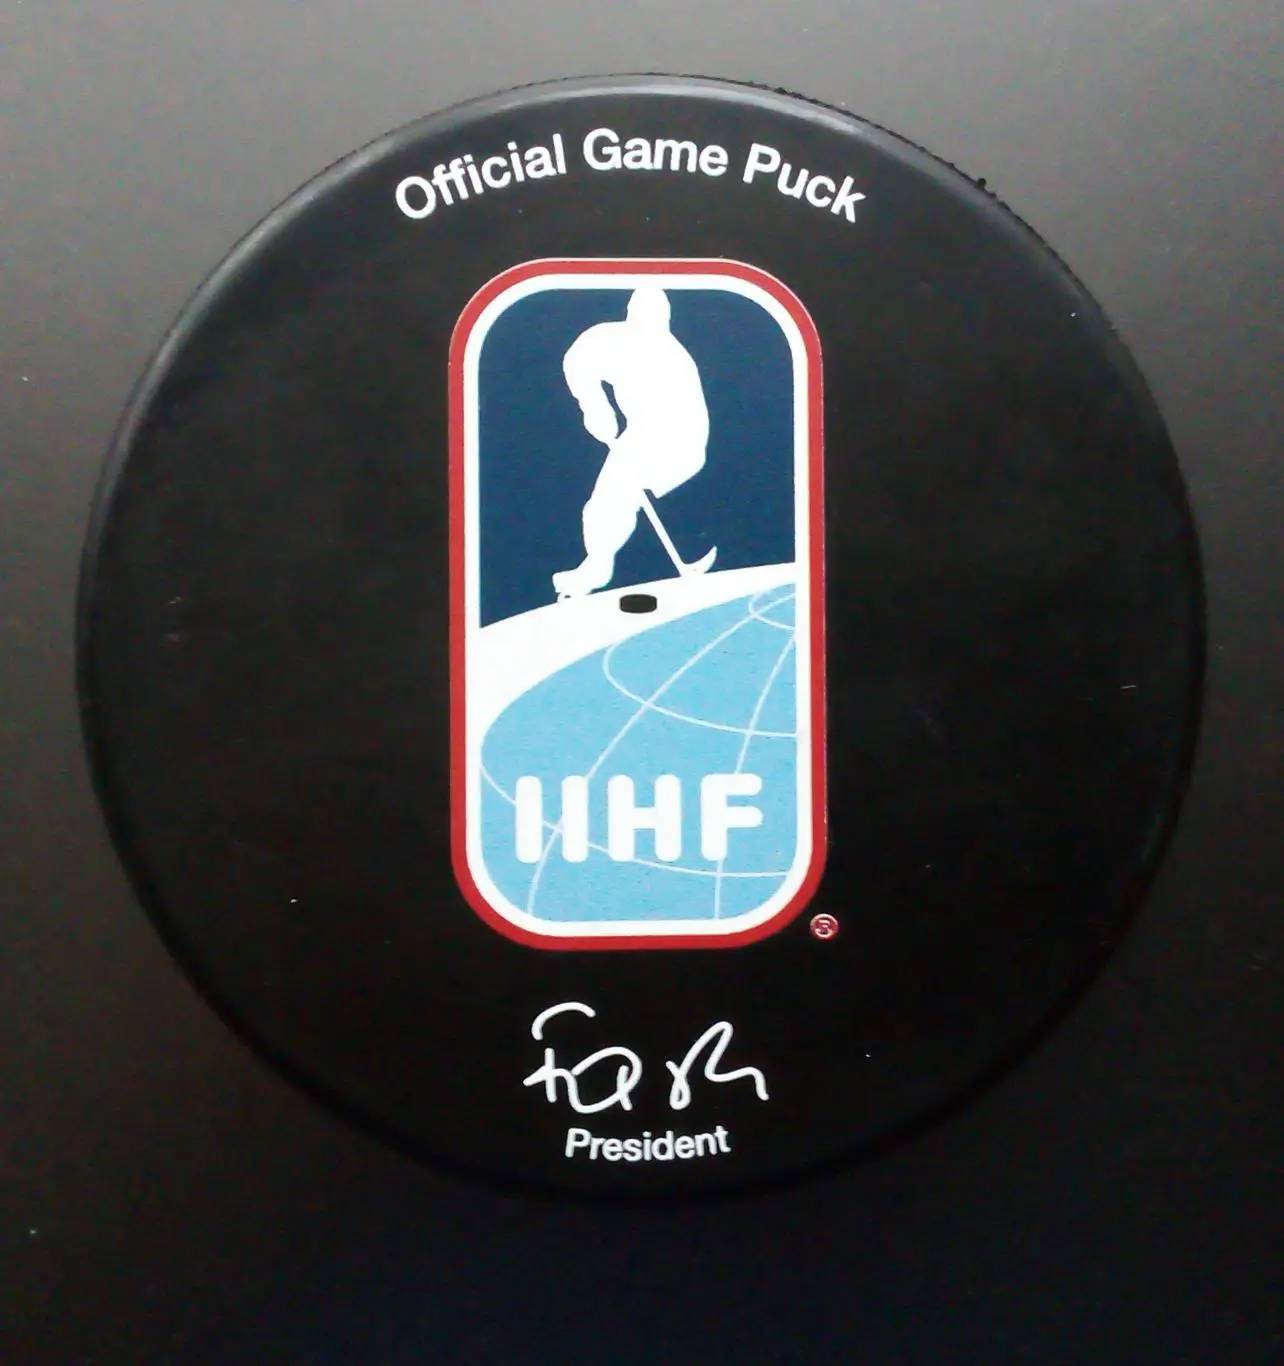 Official Game Puck
IIHF
®
President